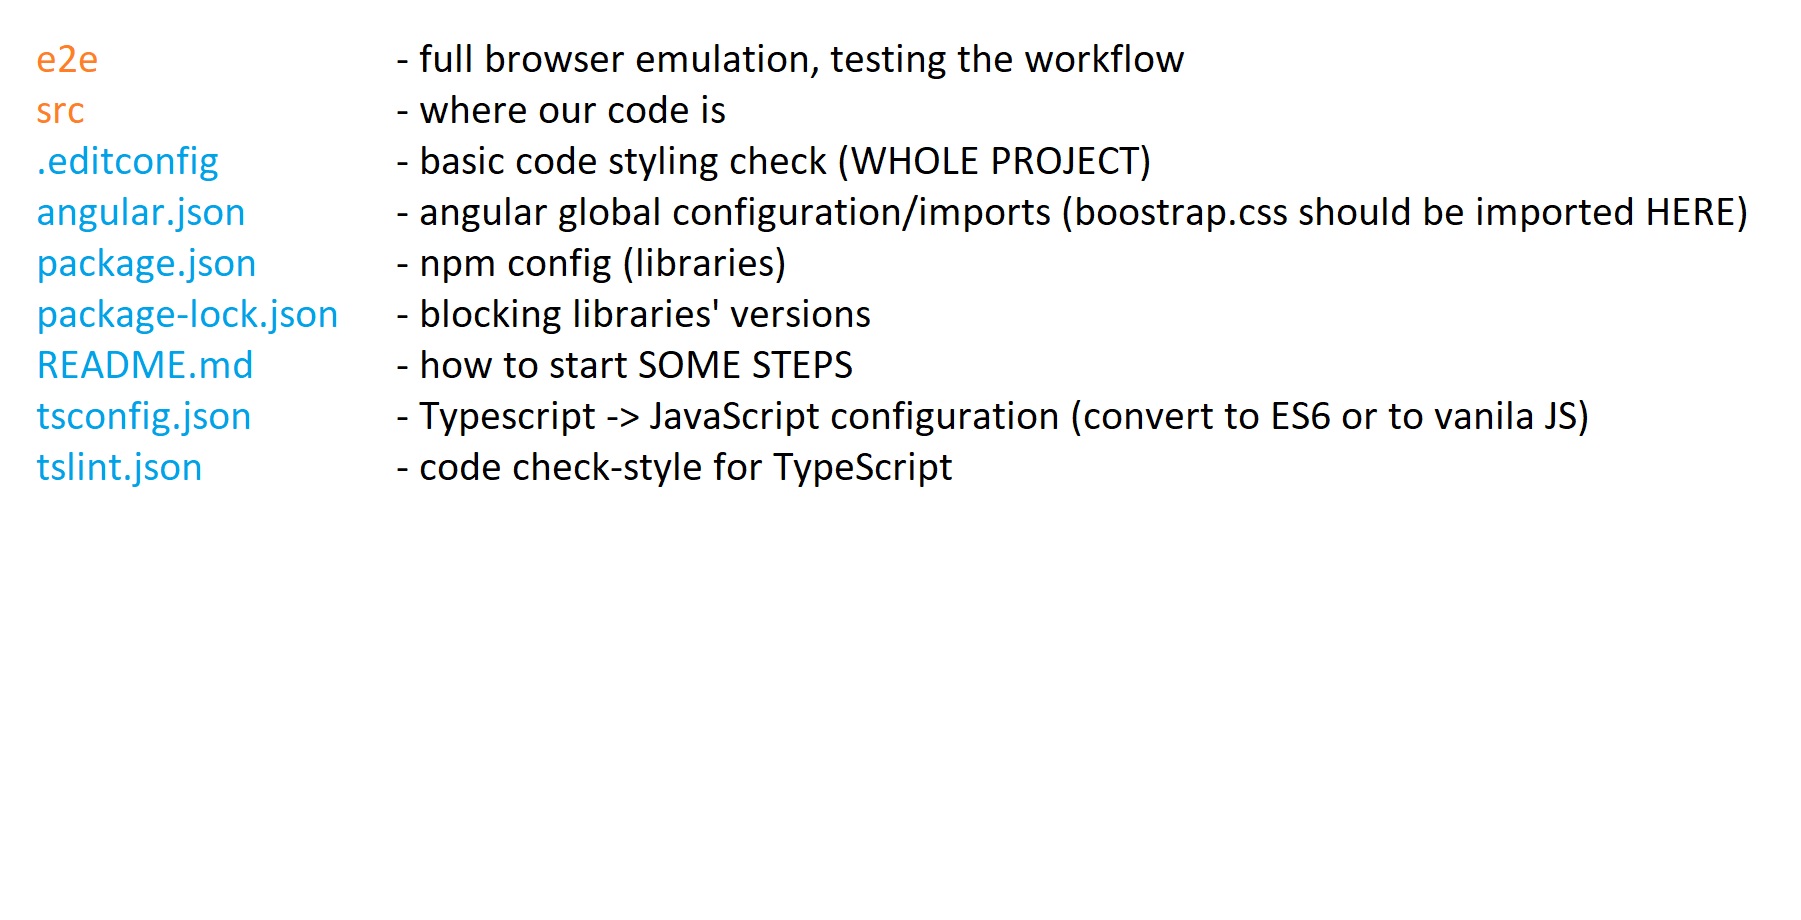 e2e - full browser emulation, testing the workflow
src - where our code is
.editconfig - basic code styling check (WHOLE PROJECT)
angular.json - angular global configuration/imports (boostrap.css should be imported HERE)
package.json - npm config (libraries)
package-lock.json - blocking libraries' versions
README.md - how to start SOME STEPS
tsconfig.json - Typescript -> JavaScript configuration (convert to ES6 or to vanila JS)
tslint.json - code check-style for TypeScript